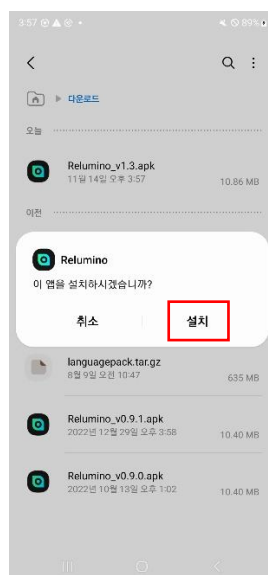 3:57
89%
다운로드
오늘
Relumino_v1.3.apk
11월 14일 오후 3:57
10.86 MB
이전
Relumino
이 앱을 설치하시겠습니까?
취소
설치
languagepack.tar.gz
8월 9일 오전 10:47
635 MB
Relumino_v0.9.1.apk
2022년 12월 29일 오후 3:58
10.40 MB
Relumino_v0.9.0.apk
2022년 10월 13일 오후 1:02
10.40 MB